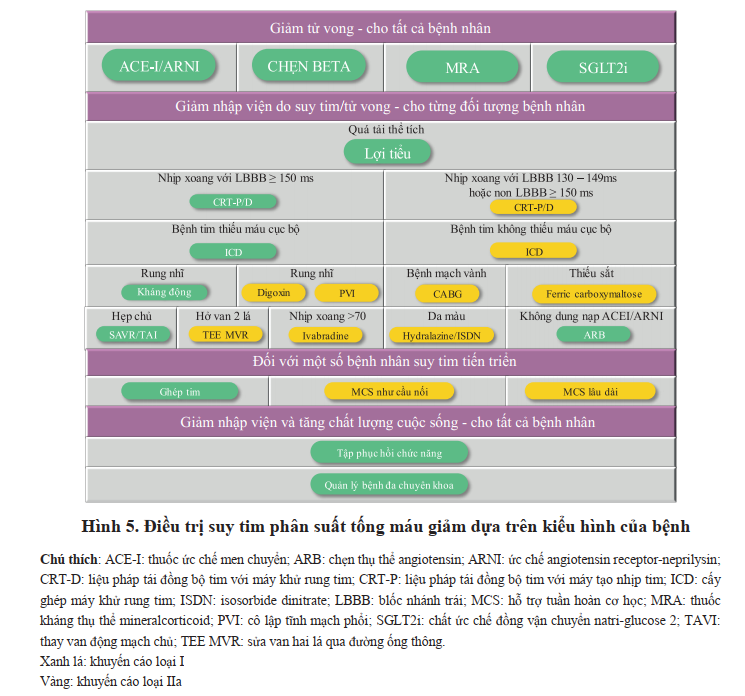 Giảm tử vong - cho tất cả bệnh nhân
ACE-I/ARNI
CHẸN BETA
MRA
SGLT2i
Giảm nhập viện do suy tim/tử vong - cho từng đối tượng bệnh nhân
Quá tải thể tích
Lợi tiểu
Nhịp xoang với LBBB ≥ 150 ms
CRT-P/D
Nhịp xoang với LBBB 130 – 149ms
hoặc non LBBB ≥ 150 ms
CRT-P/D
Bệnh tim thiếu máu cục bộ
ICD
Bệnh tim không thiếu máu cục bộ
ICD
Rung nhĩ
Kháng động
Rung nhĩ
Digoxin
PVI
Bệnh mạch vành
CABG
Thiếu sắt
Ferric carboxymaltose
Hẹp chủ
SAVR/TAI
Hở van 2 lá
TEE MVR
Nhịp xoang >70
Ivabradine
Da màu
Hydralazine/ISDN
Không dung nạp ACEI/ARNI
ARB
Đối với một số bệnh nhân suy tim tiến triển
Ghép tim
MCS như cầu nối
MCS lâu dài
Giảm nhập viện và tăng chất lượng cuộc sống - cho tất cả bệnh nhân
Tập phục hồi chức năng
Quản lý bệnh đa chuyên khoa
Hình 5. Điều trị suy tim phân suất tống máu giảm dựa trên kiểu hình của bệnh
Chú thích: ACE-I: thuốc ức chế men chuyển; ARB: chẹn thụ thể angiotensin; ARNI: ức chế angiotensin receptor-neprilysin;
CRT-D: liệu pháp tái đồng bộ tim với máy khử rung tim; CRT-P: liệu pháp tái đồng bộ tim với máy tạo nhịp tim; ICD: cấy
ghép máy khử rung tim; ISDN: isosorbide dinitrate; LBBB: blốc nhánh trái; MCS: hỗ trợ tuần hoàn cơ học; MRA: thuốc
kháng thụ thể mineralcorticoid; PVI: cô lập tĩnh mạch phổi; SGLT2i: chất ức chế đồng vận chuyển natri-glucose 2; TAVI:
thay van động mạch chủ; TEE MVR: sửa van hai lá qua đường ống thông.
Xanh lá: khuyến cáo loại I
Vàng: khuyến cáo loại IIa